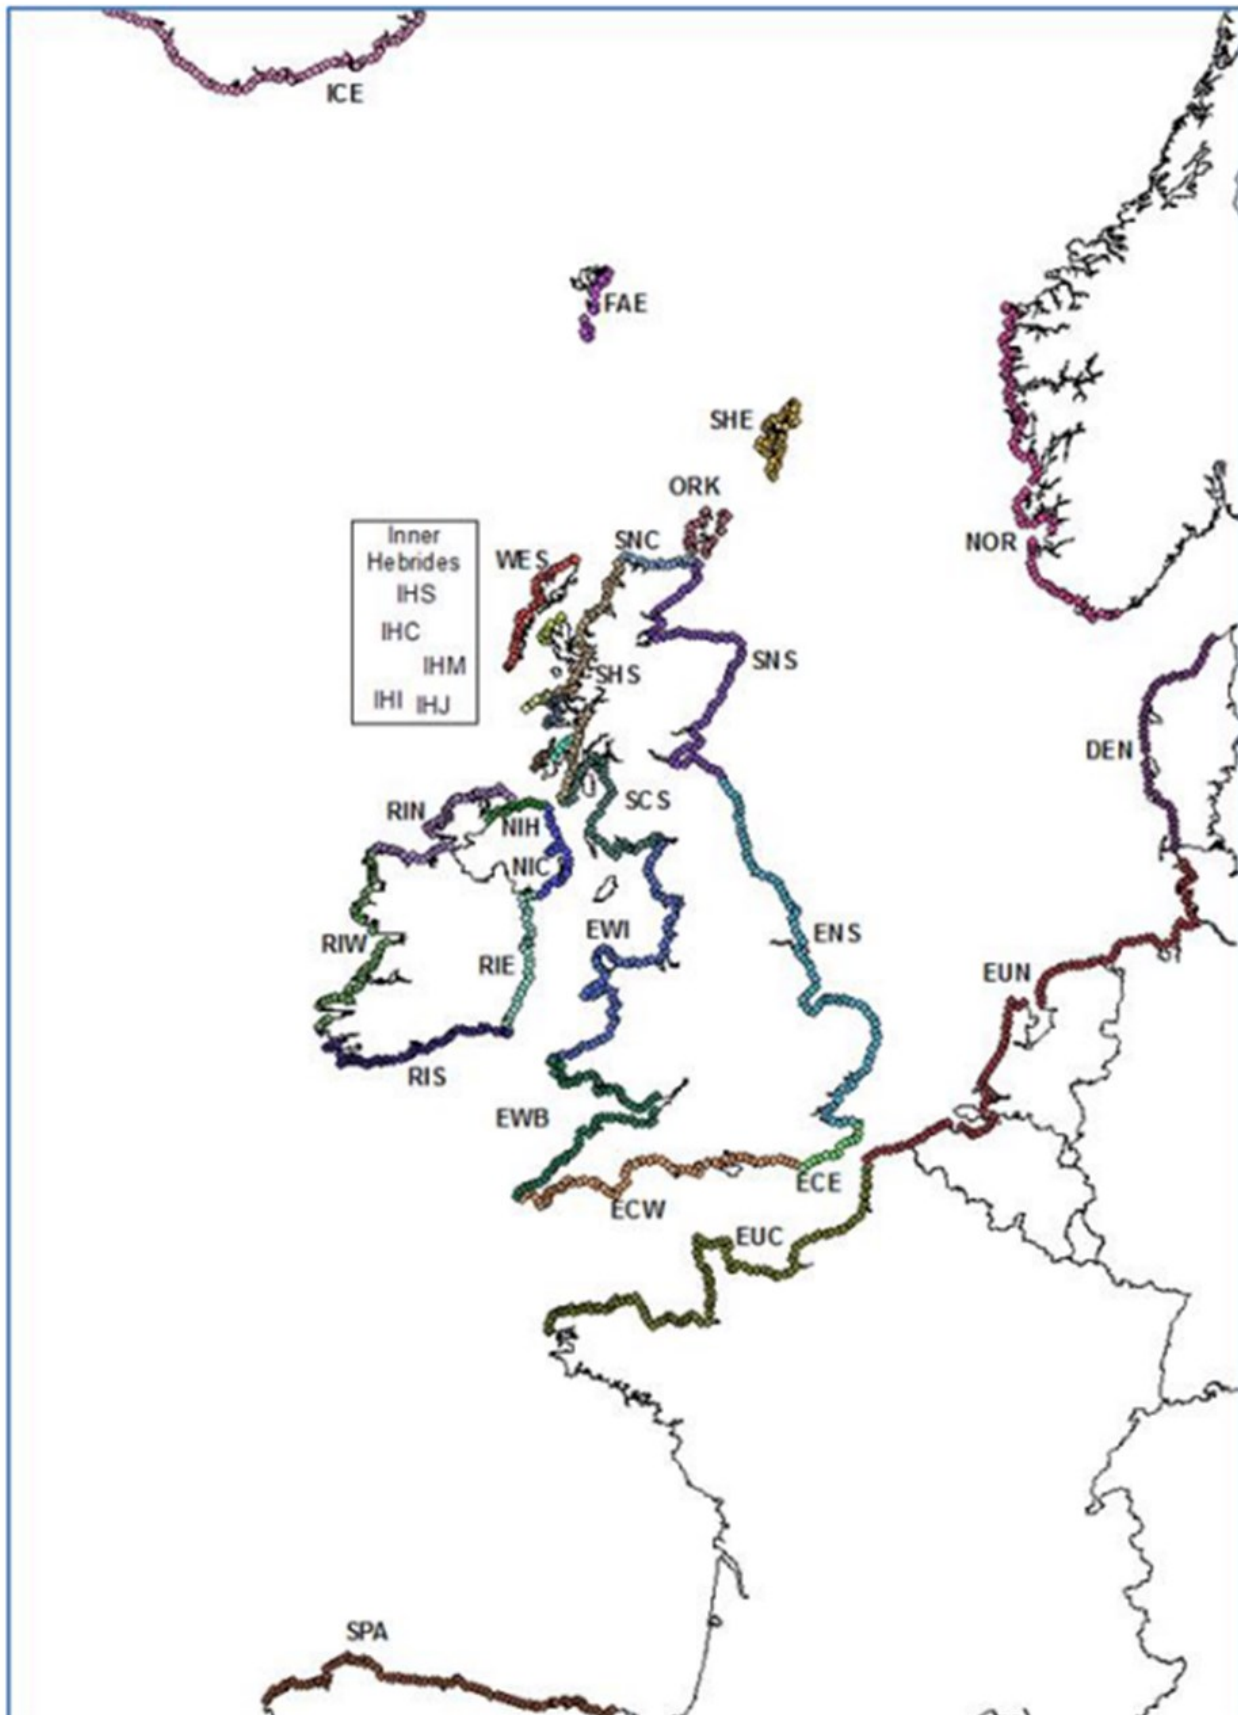 ICE
FAE
SHE
ORK
SNC
NOR
WES
Inner
Hebrides
IHS
IHC
IHM
IHI IHJ
SHS
SNS
DEN
SCS
RIN
NIH
NIC
EWI
ENS
RIW
RIE
EUN
RIS
EWB
ECE
ECW
EUC
SPA